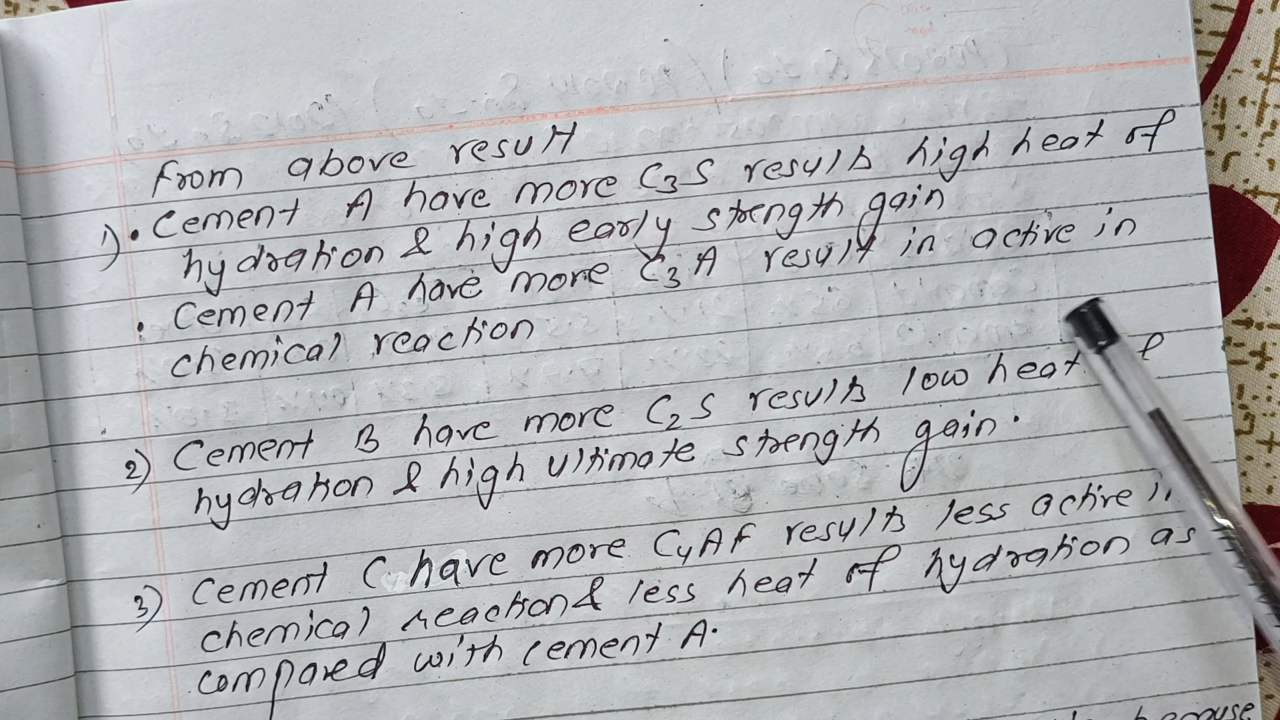 from above result
1). • Cement A have more C3S results high heat of
hydration & high early strength gain
• Cement A have more C3A result in active in
chemical reaction
2) Cement B have more C2S results low heat
hydration & high ultimate strength gain.
3) Cement C have more C4AF results less active in
chemical reaction & less heat of hydration as
compared with cement A.